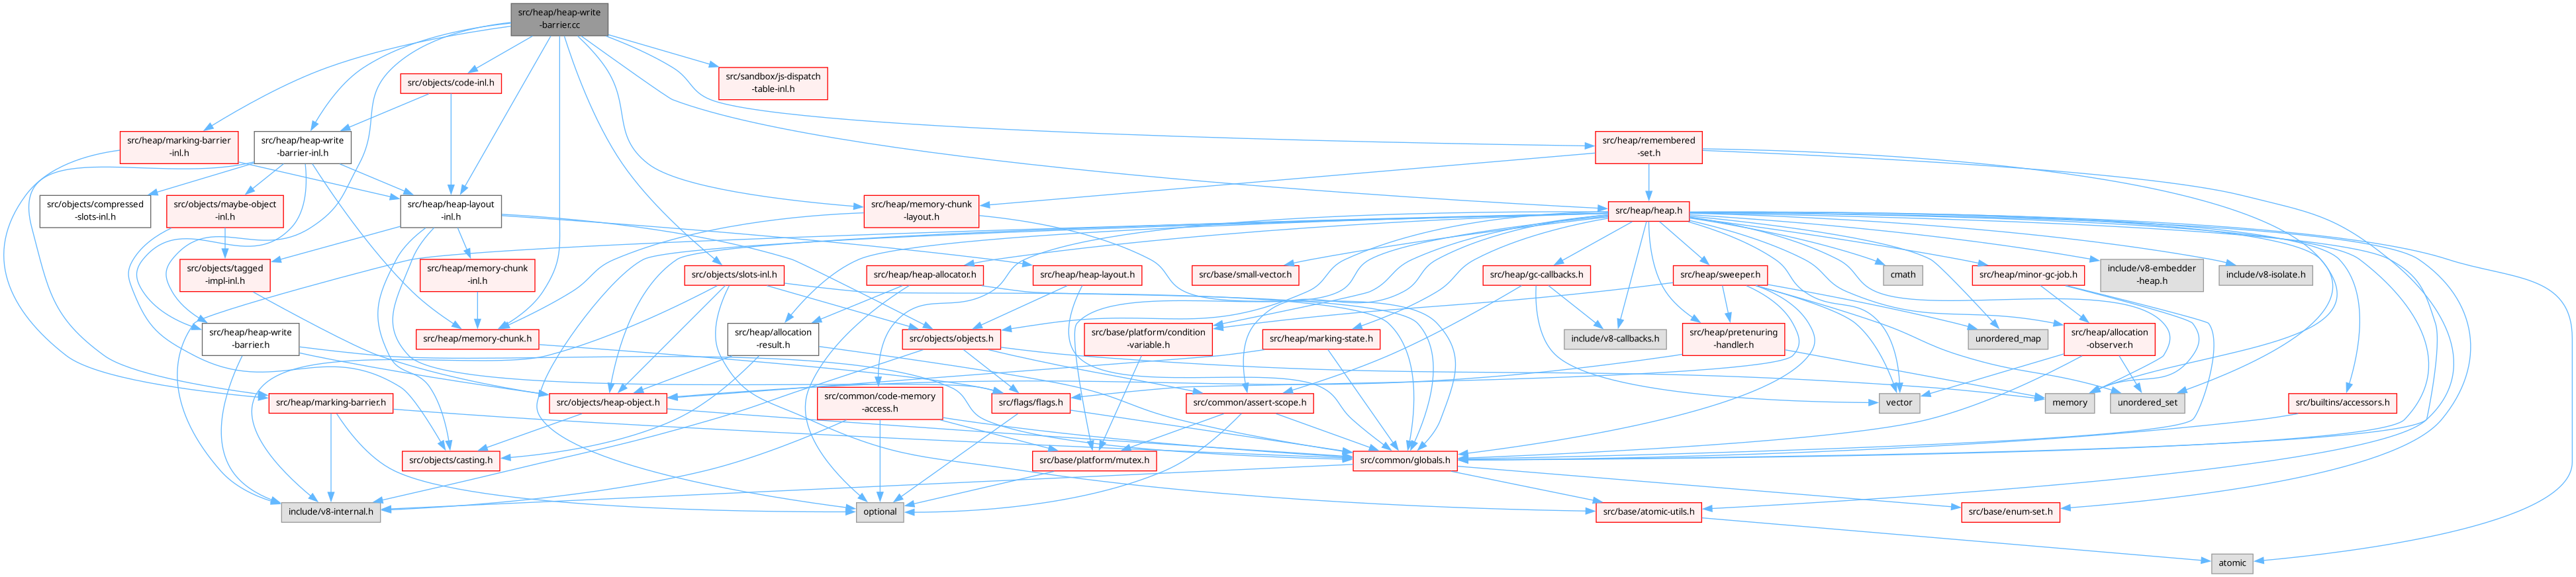 src/heap/heap-write
-barrier.cc
src/objects/code-inl.h
src/sandbox/js-dispatch
-table-inl.h
src/heap/marking-barrier
-inl.h
src/heap/heap-write
-barrier-inl.h
src/heap/remembered
-set.h
src/objects/compressed
-slots-inl.h
src/objects/maybe-object
-inl.h
src/heap/heap-layout
-inl.h
src/heap/memory-chunk
-layout.h
src/heap/heap.h
src/objects/tagged
-impl-inl.h
src/heap/memory-chunk
-inl.h
src/objects/slots-inl.h
src/heap/heap-allocator.h
src/heap/heap-layout.h
src/base/small-vector.h
src/heap/gc-callbacks.h
src/heap/sweeper.h
cmath
src/heap/minor-gc-job.h
include/v8-embedder
-heap.h
include/v8-isolate.h
src/heap/heap-write
-barrier.h
src/heap/memory-chunk.h
src/heap/allocation
-result.h
src/objects/objects.h
src/base/platform/condition
-variable.h
src/heap/marking-state.h
include/v8-callbacks.h
src/heap/pretenuring
-handler.h
unordered_map
src/heap/allocation
-observer.h
src/heap/marking-barrier.h
src/objects/heap-object.h
src/common/code-memory
-access.h
src/flags/flags.h
src/common/assert-scope.h
vector
memory
unordered_set
src/builtins/accessors.h
src/objects/casting.h
src/base/platform/mutex.h
src/common/globals.h
include/v8-internal.h
optional
src/base/atomic-utils.h
src/base/enum-set.h
atomic